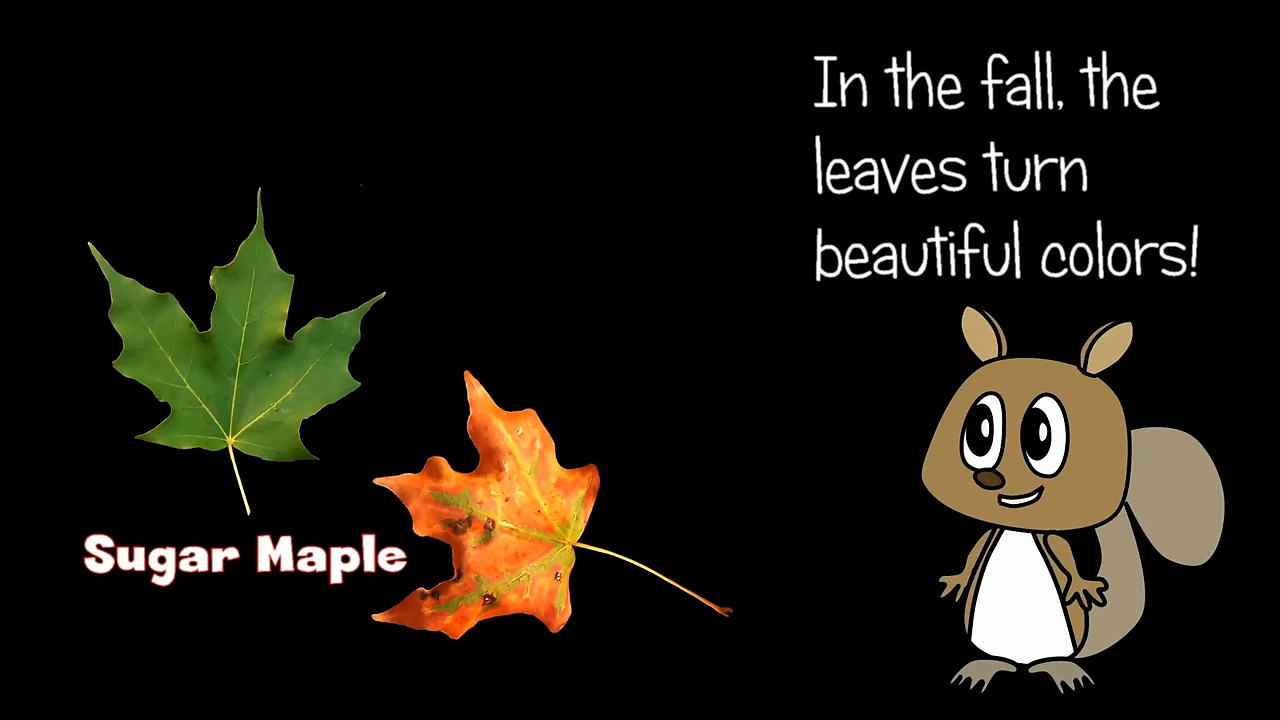 In the fall, the
leaves turn
beautiful colors!
Sugar Maple